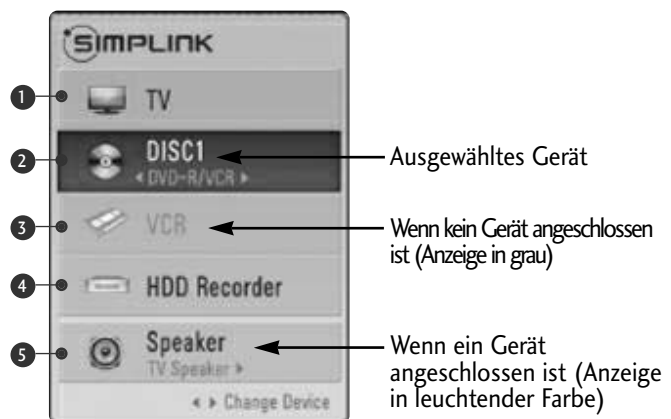 SIMPLINK
1 TV
2 DISC1
◂ DVD-R/VCR ▸
Ausgewähltes Gerät
3 VCR
Wenn kein Gerät angeschlossen
ist (Anzeige in grau)
4 HDD Recorder
5 Speaker
TV Speaker ▸
Wenn ein Gerät
angeschlossen ist (Anzeige
in leuchtender Farbe)
◂ ▸ Change Device